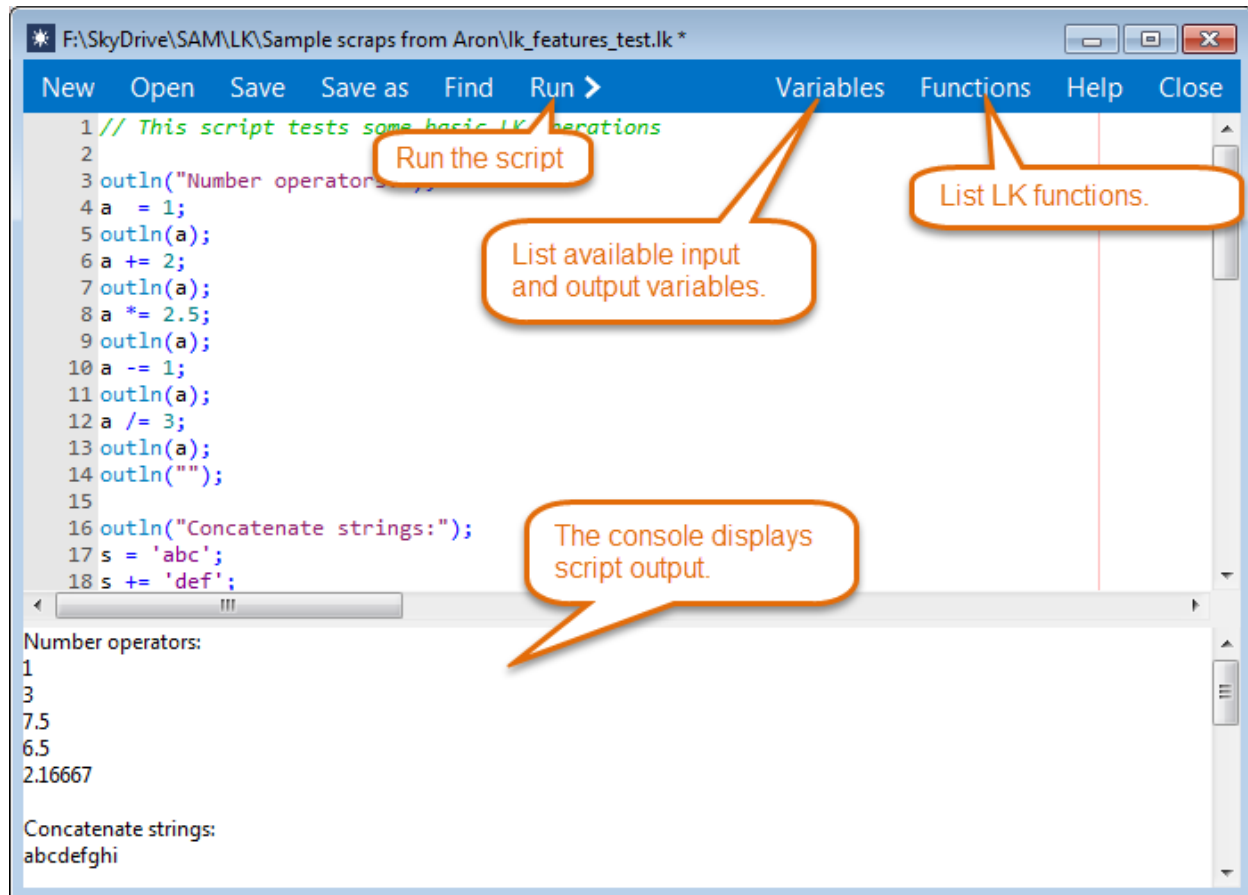 F:\SkyDrive\SAM\LK\Sample scraps from Aron\lk_features_test.lk *
New Open Save Save as Find Run > Variables Functions Help Close
1 // This script tests some basic LK operations
2
3 outln("Number operators:");
4 a  = 1;
5 outln(a);
6 a += 2;
7 outln(a);
8 a *= 2.5;
9 outln(a);
10 a -= 1;
11 outln(a);
12 a /= 3;
13 outln(a);
14 outln("");
15
16 outln("Concatenate strings:");
17 s = 'abc';
18 s += 'def';
Run the script
List available input
and output variables.
List LK functions.
The console displays
script output.
Number operators:
1
3
7.5
6.5
2.16667
Concatenate strings:
abcdefghi